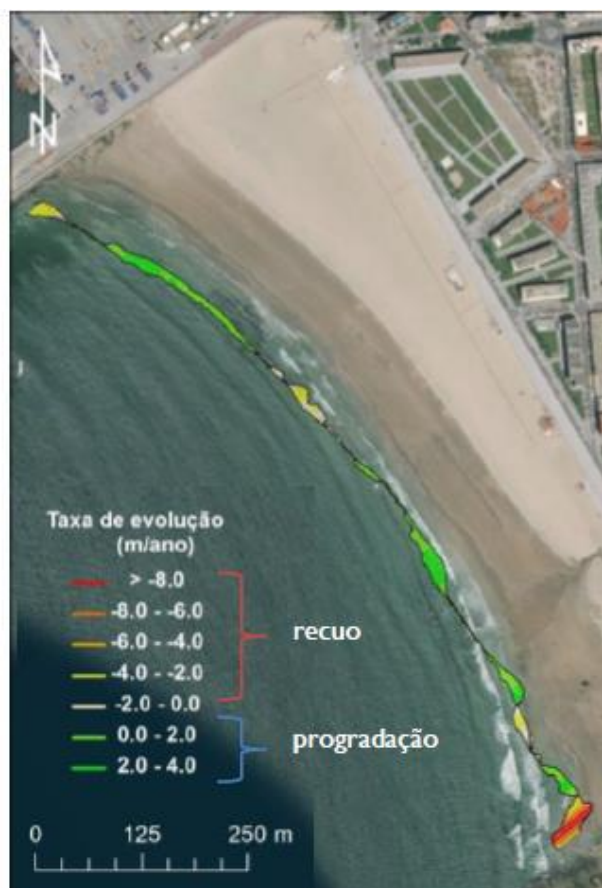 N
Taxa de evolução
(m/ano)
> -8.0
-8.0 - -6.0
-6.0 - -4.0
-4.0 - -2.0
-2.0 - 0.0
0.0 - 2.0
2.0 - 4.0
recuo
progradação
0 125 250 m